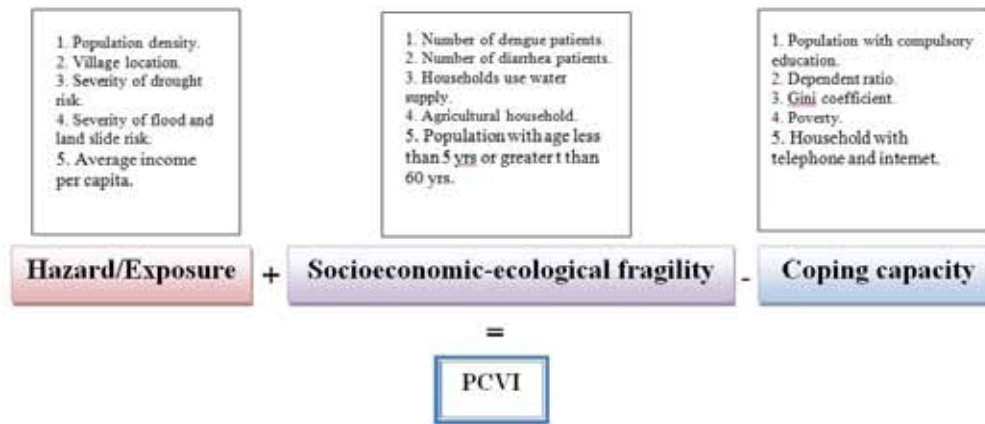 1. Population density.
2. Village location.
3. Severity of drought
risk.
4. Severity of flood and
land slide risk.
5. Average income
per capita.
1. Number of dengue patients.
2. Number of diarrhea patients.
3. Households use water
supply.
4. Agricultural household.
5. Population with age less
than 5 yrs or greater t than
60 yrs.
1. Population with compulsory
education.
2. Dependent ratio.
3. Gini coefficient.
4. Poverty.
5. Household with
telephone and internet.
Hazard/Exposure + Socioeconomic-ecological fragility - Coping capacity
=
PCVI